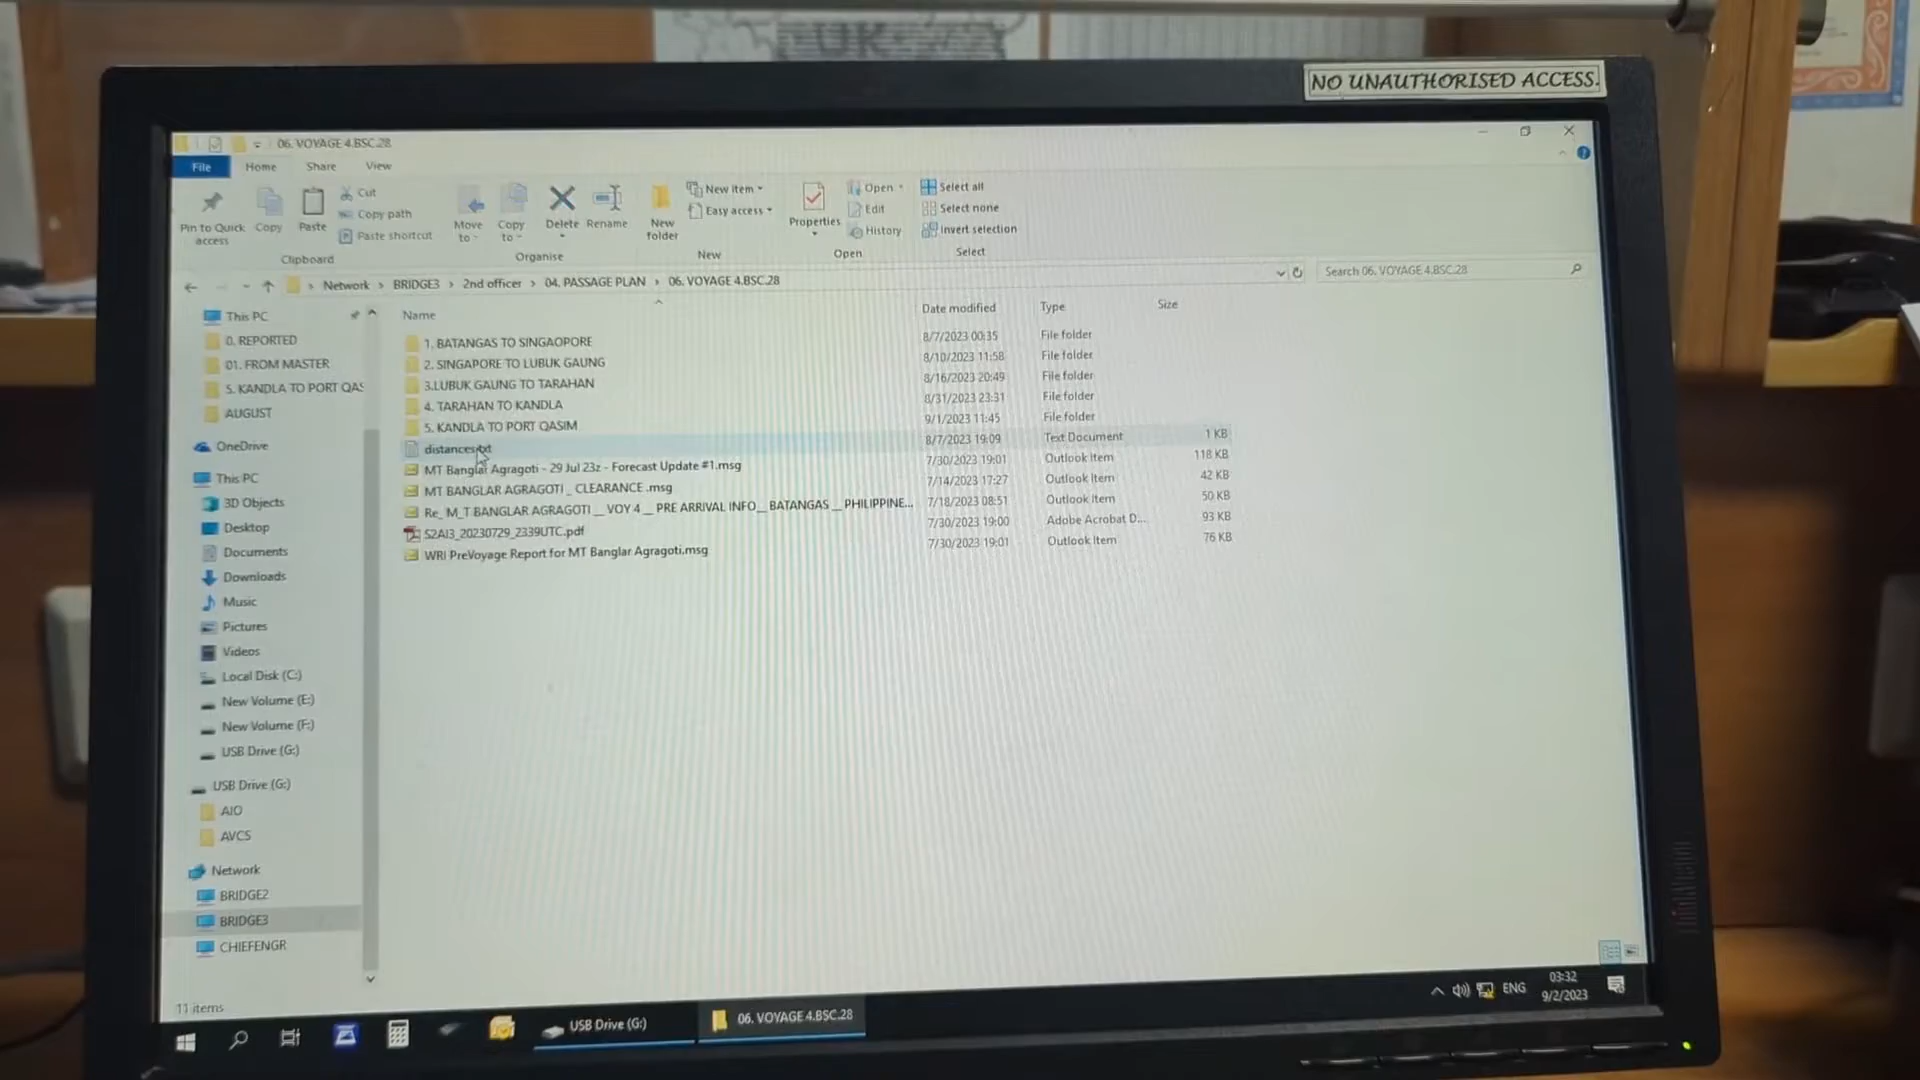 UK
NO UNAUTHORISED ACCESS.
06. VOYAGE 4.BSC.28
File Home Share View
Pin to Quick access
Copy
Paste
Cut
Copy path
Paste shortcut
Clipboard
Move to
Copy to
Delete
Rename
Organise
New folder
New item
Easy access
New
Properties
Open
Edit
History
Open
Select all
Select none
Invert selection
Select
Network > BRIDGE3 > 2nd officer > 04. PASSAGE PLAN > 06. VOYAGE 4.BSC.28
Search 06. VOYAGE 4.BSC.28
This PC
0. REPORTED
01. FROM MASTER
5. KANDLA TO PORT QAS
AUGUST
OneDrive
This PC
3D Objects
Desktop
Documents
Downloads
Music
Pictures
Videos
Local Disk (C:)
New Volume (E:)
New Volume (F:)
USB Drive (G:)
USB Drive (G:)
AIO
AVCS
Network
BRIDGE2
BRIDGE3
CHIEFENGR
Name Date modified Type Size
1. BATANGAS TO SINGAOPORE 8/7/2023 00:35 File folder
2. SINGAPORE TO LUBUK GAUNG 8/10/2023 11:58 File folder
3.LUBUK GAUNG TO TARAHAN 8/16/2023 20:49 File folder
4. TARAHAN TO KANDLA 8/31/2023 23:31 File folder
5. KANDLA TO PORT QASIM 9/1/2023 11:45 File folder
distances.txt 8/7/2023 19:09 Text Document 1 KB
MT Banglar Agragoti - 29 Jul 23z - Forecast Update #1.msg 7/30/2023 19:01 Outlook Item 118 KB
MT BANGLAR AGRAGOTI _ CLEARANCE .msg 7/14/2023 17:27 Outlook Item 42 KB
Re_ M_T BANGLAR AGRAGOTI __ VOY 4 __ PRE ARRIVAL INFO__ BATANGAS __ PHILIPPINE... 7/18/2023 08:51 Outlook Item 50 KB
S2AI3_20230729_2339UTC.pdf 7/30/2023 19:00 Adobe Acrobat D... 93 KB
WRI PreVoyage Report for MT Banglar Agragoti.msg 7/30/2023 19:01 Outlook Item 76 KB
11 items
USB Drive (G:)
06. VOYAGE 4.BSC.28
ENG
03:32
9/2/2023